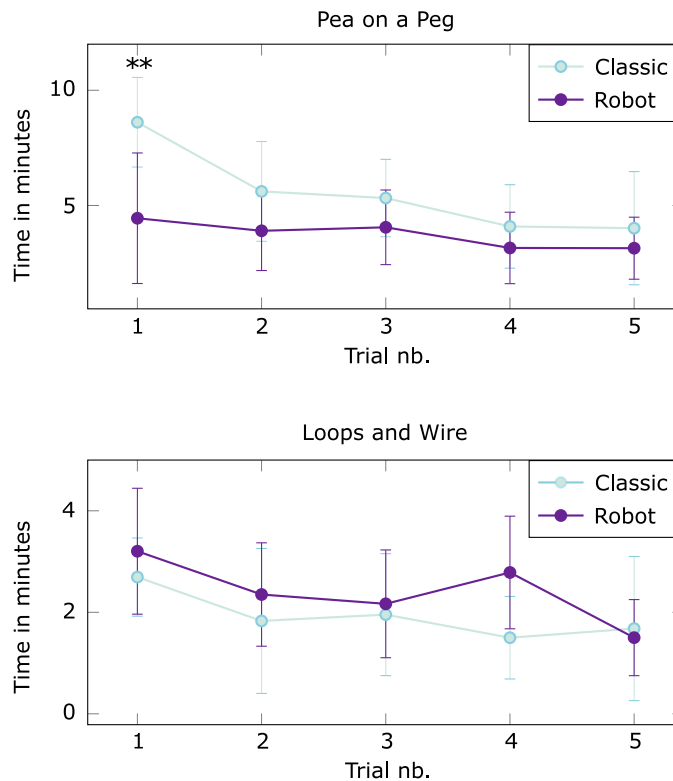 Pea on a Peg
**
10
5
Time in minutes
Classic
Robot
1 2 3 4 5
Trial nb.
Loops and Wire
4
2
0
Time in minutes
Classic
Robot
1 2 3 4 5
Trial nb.